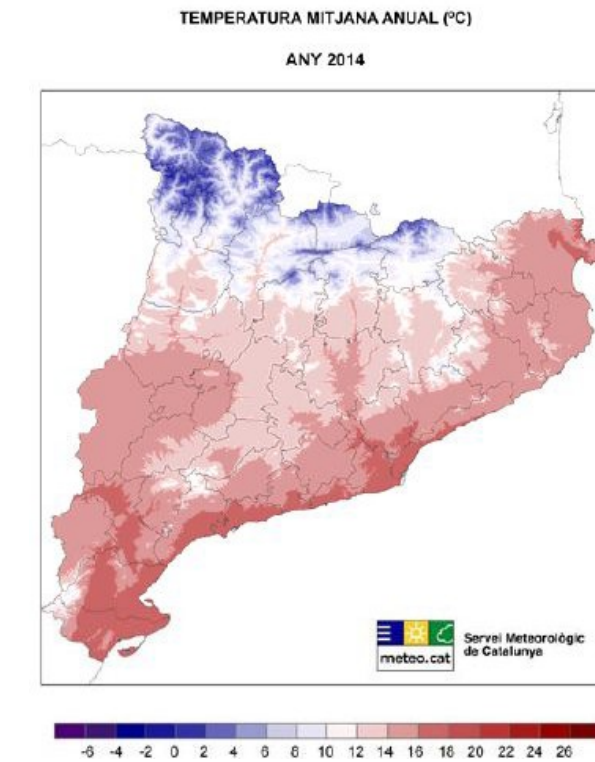 TEMPERATURA MITJANA ANUAL (ºC)
ANY 2014
meteo.cat
Servei Meteorològic
de Catalunya
-6 -4 -2 0 2 4 6 8 10 12 14 16 18 20 22 24 26